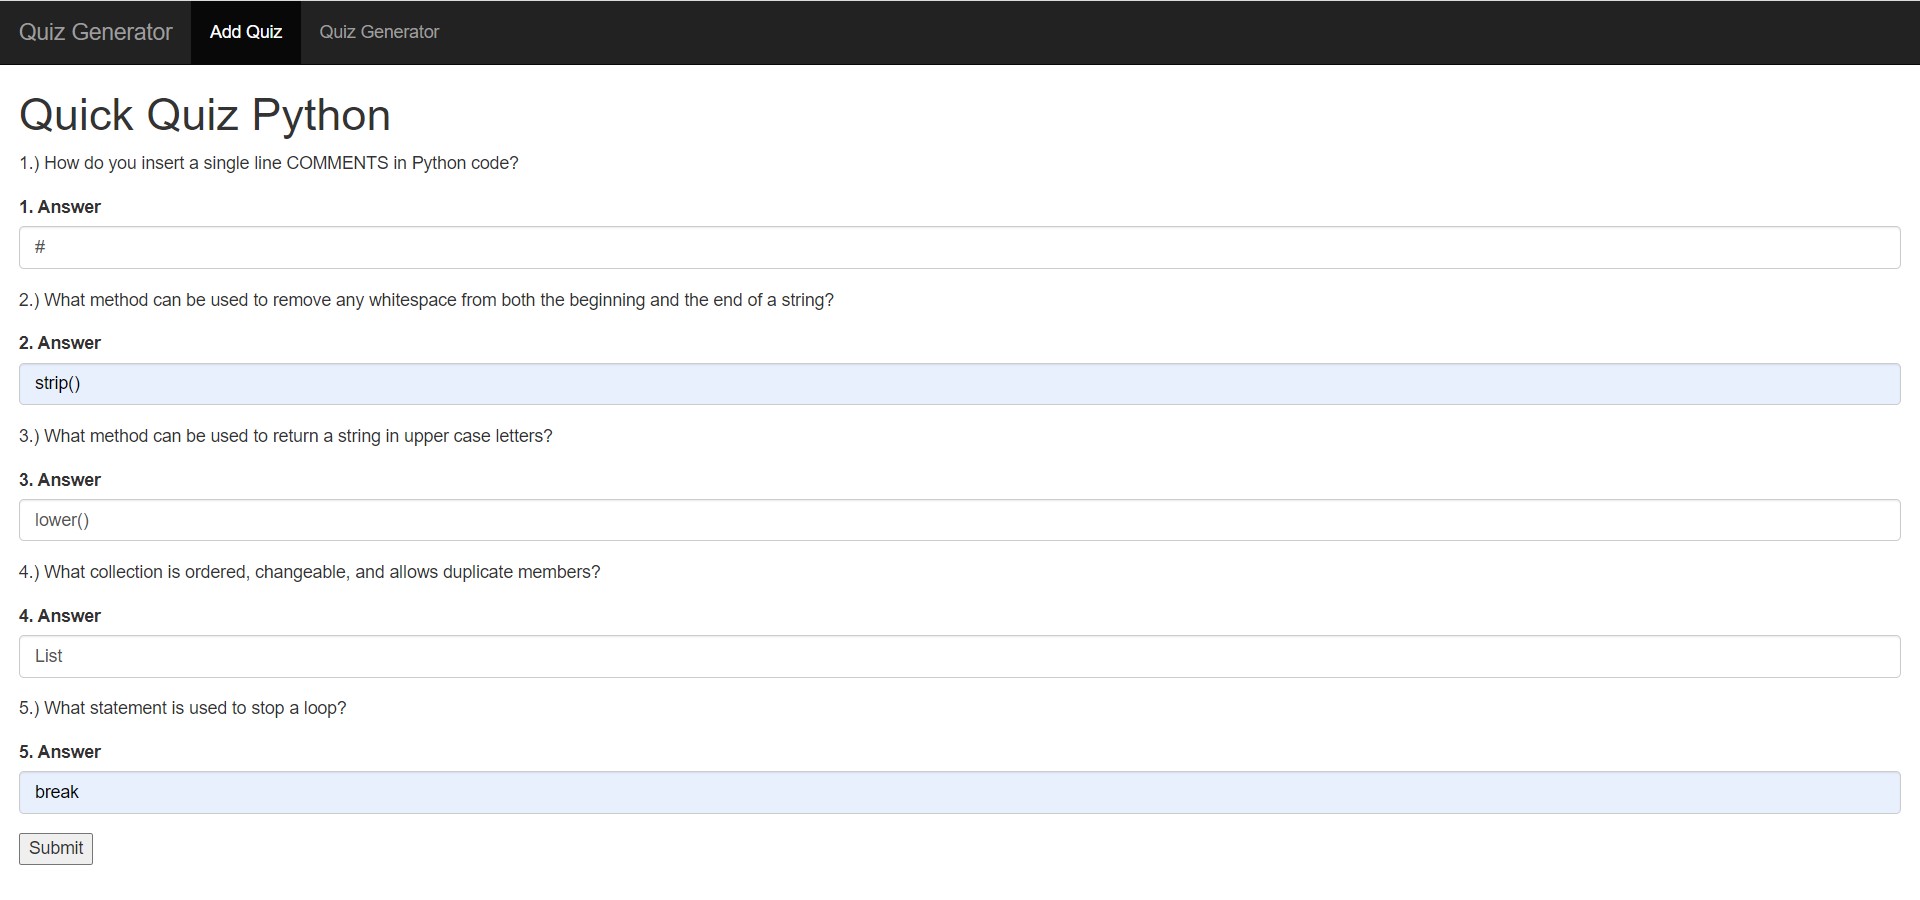 Quiz Generator Add Quiz Quiz Generator
Quick Quiz Python
1.) How do you insert a single line COMMENTS in Python code?
1. Answer
#
2.) What method can be used to remove any whitespace from both the beginning and the end of a string?
2. Answer
strip()
3.) What method can be used to return a string in upper case letters?
3. Answer
lower()
4.) What collection is ordered, changeable, and allows duplicate members?
4. Answer
List
5.) What statement is used to stop a loop?
5. Answer
break
Submit